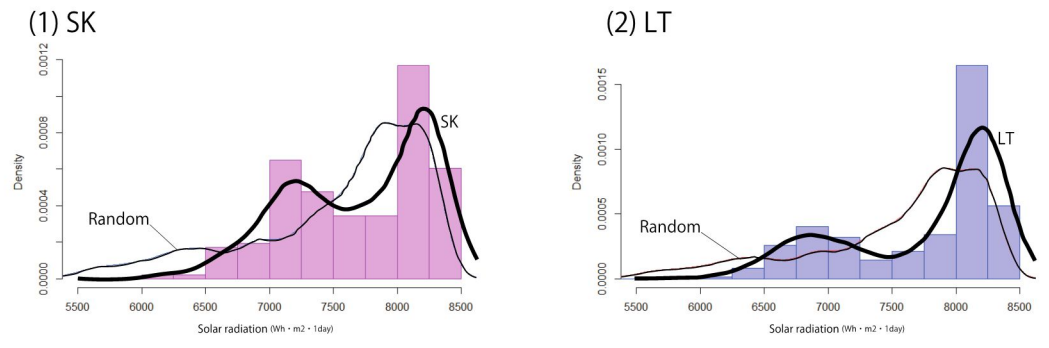 (1) SK
0.0000
0.0004
0.0008
0.0012
Density
Random
SK
5500
6000
6500
7000
7500
8000
8500
Solar radiation (Wh・m2・1day)
(2) LT
0.0000
0.0005
0.0010
0.0015
Density
Random
LT
5500
6000
6500
7000
7500
8000
8500
Solar radiation (Wh・m2・1day)